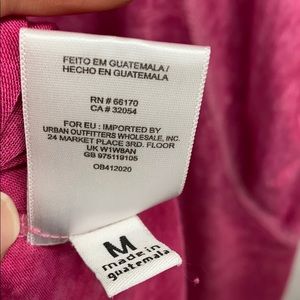 FEITO EM GUATEMALA /
HECHO EN GUATEMALA
RN # 66170
CA # 32054
FOR EU : IMPORTED BY
URBAN OUTFITTERS WHOLESALE, INC.
24 MARKET PLACE 3RD. FLOOR
UK W1W8AN
GB 975119105
OB412020
M
made in
guatemala